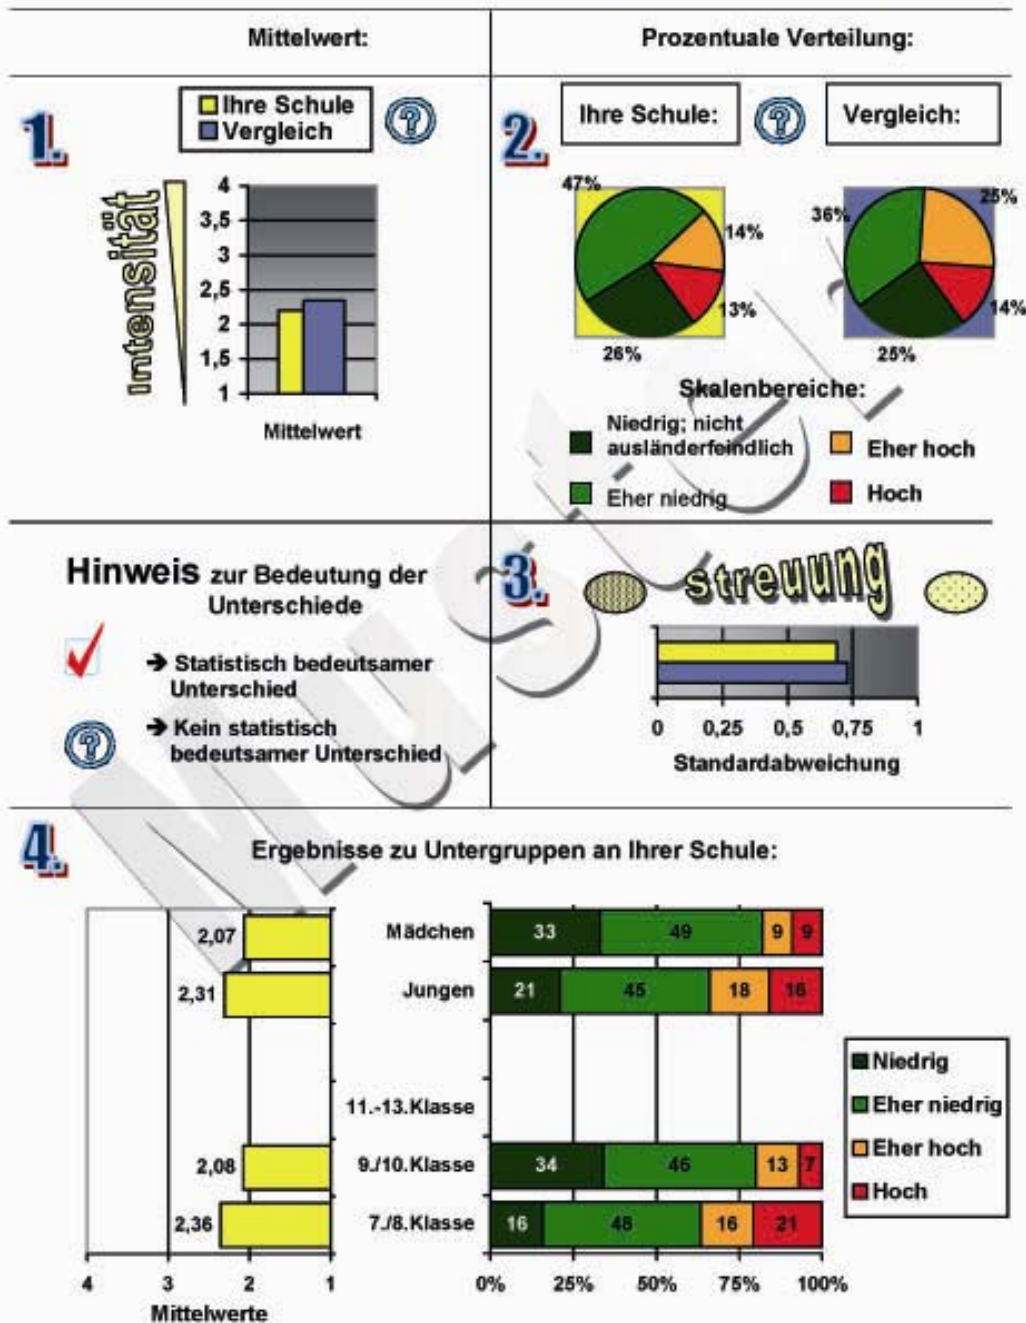 Mittelwert:
Prozentuale Verteilung:
1.
Ihre Schule
Vergleich
?
Intensität
4
3,5
3
2,5
2
1,5
1
Mittelwert
2.
Ihre Schule:
?
Vergleich:
47%
14%
13%
26%
36%
25%
14%
25%
Skalenbereiche:
Niedrig; nicht
ausländerfeindlich
Eher hoch
Eher niedrig
Hoch
Hinweis zur Bedeutung der
Unterschiede
➔ Statistisch bedeutsamer
Unterschied
?
➔ Kein statistisch
bedeutsamer Unterschied
3.
streuung
0 0,25 0,5 0,75 1
Standardabweichung
Muster
4.
Ergebnisse zu Untergruppen an Ihrer Schule:
2,07 Mädchen 33 49 9 9
2,31 Jungen 21 45 18 16
11.-13.Klasse
2,08 9./10.Klasse 34 46 13 7
2,36 7./8.Klasse 16 48 16 21
4 3 2 1
Mittelwerte
0% 25% 50% 75% 100%
Niedrig
Eher niedrig
Eher hoch
Hoch